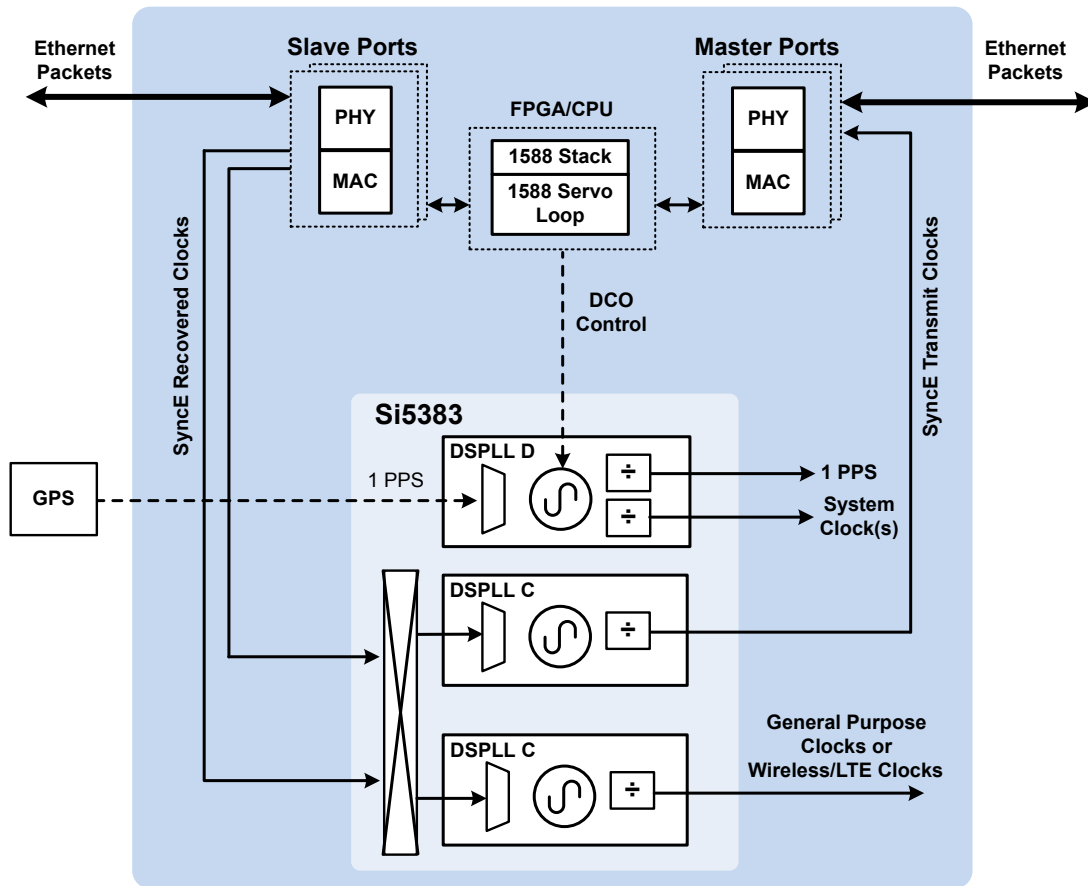 Ethernet
Packets
Slave Ports
Master Ports
Ethernet
Packets
PHY
MAC
FPGA/CPU
1588 Stack
1588 Servo
Loop
PHY
MAC
SyncE Recovered Clocks
DCO
Control
SyncE Transmit Clocks
Si5383
DSPLL D
÷
÷
1 PPS
GPS
1 PPS
System
Clock(s)
DSPLL C
÷
DSPLL C
÷
General Purpose
Clocks or
Wireless/LTE Clocks